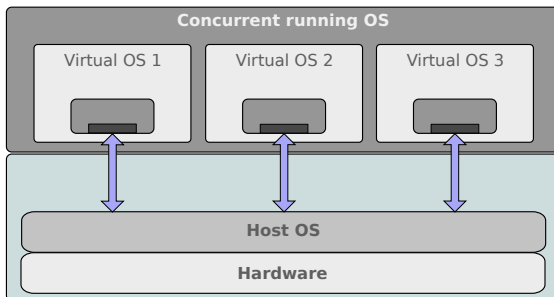 Concurrent running OS
Virtual OS 1
Virtual OS 2
Virtual OS 3
Host OS
Hardware